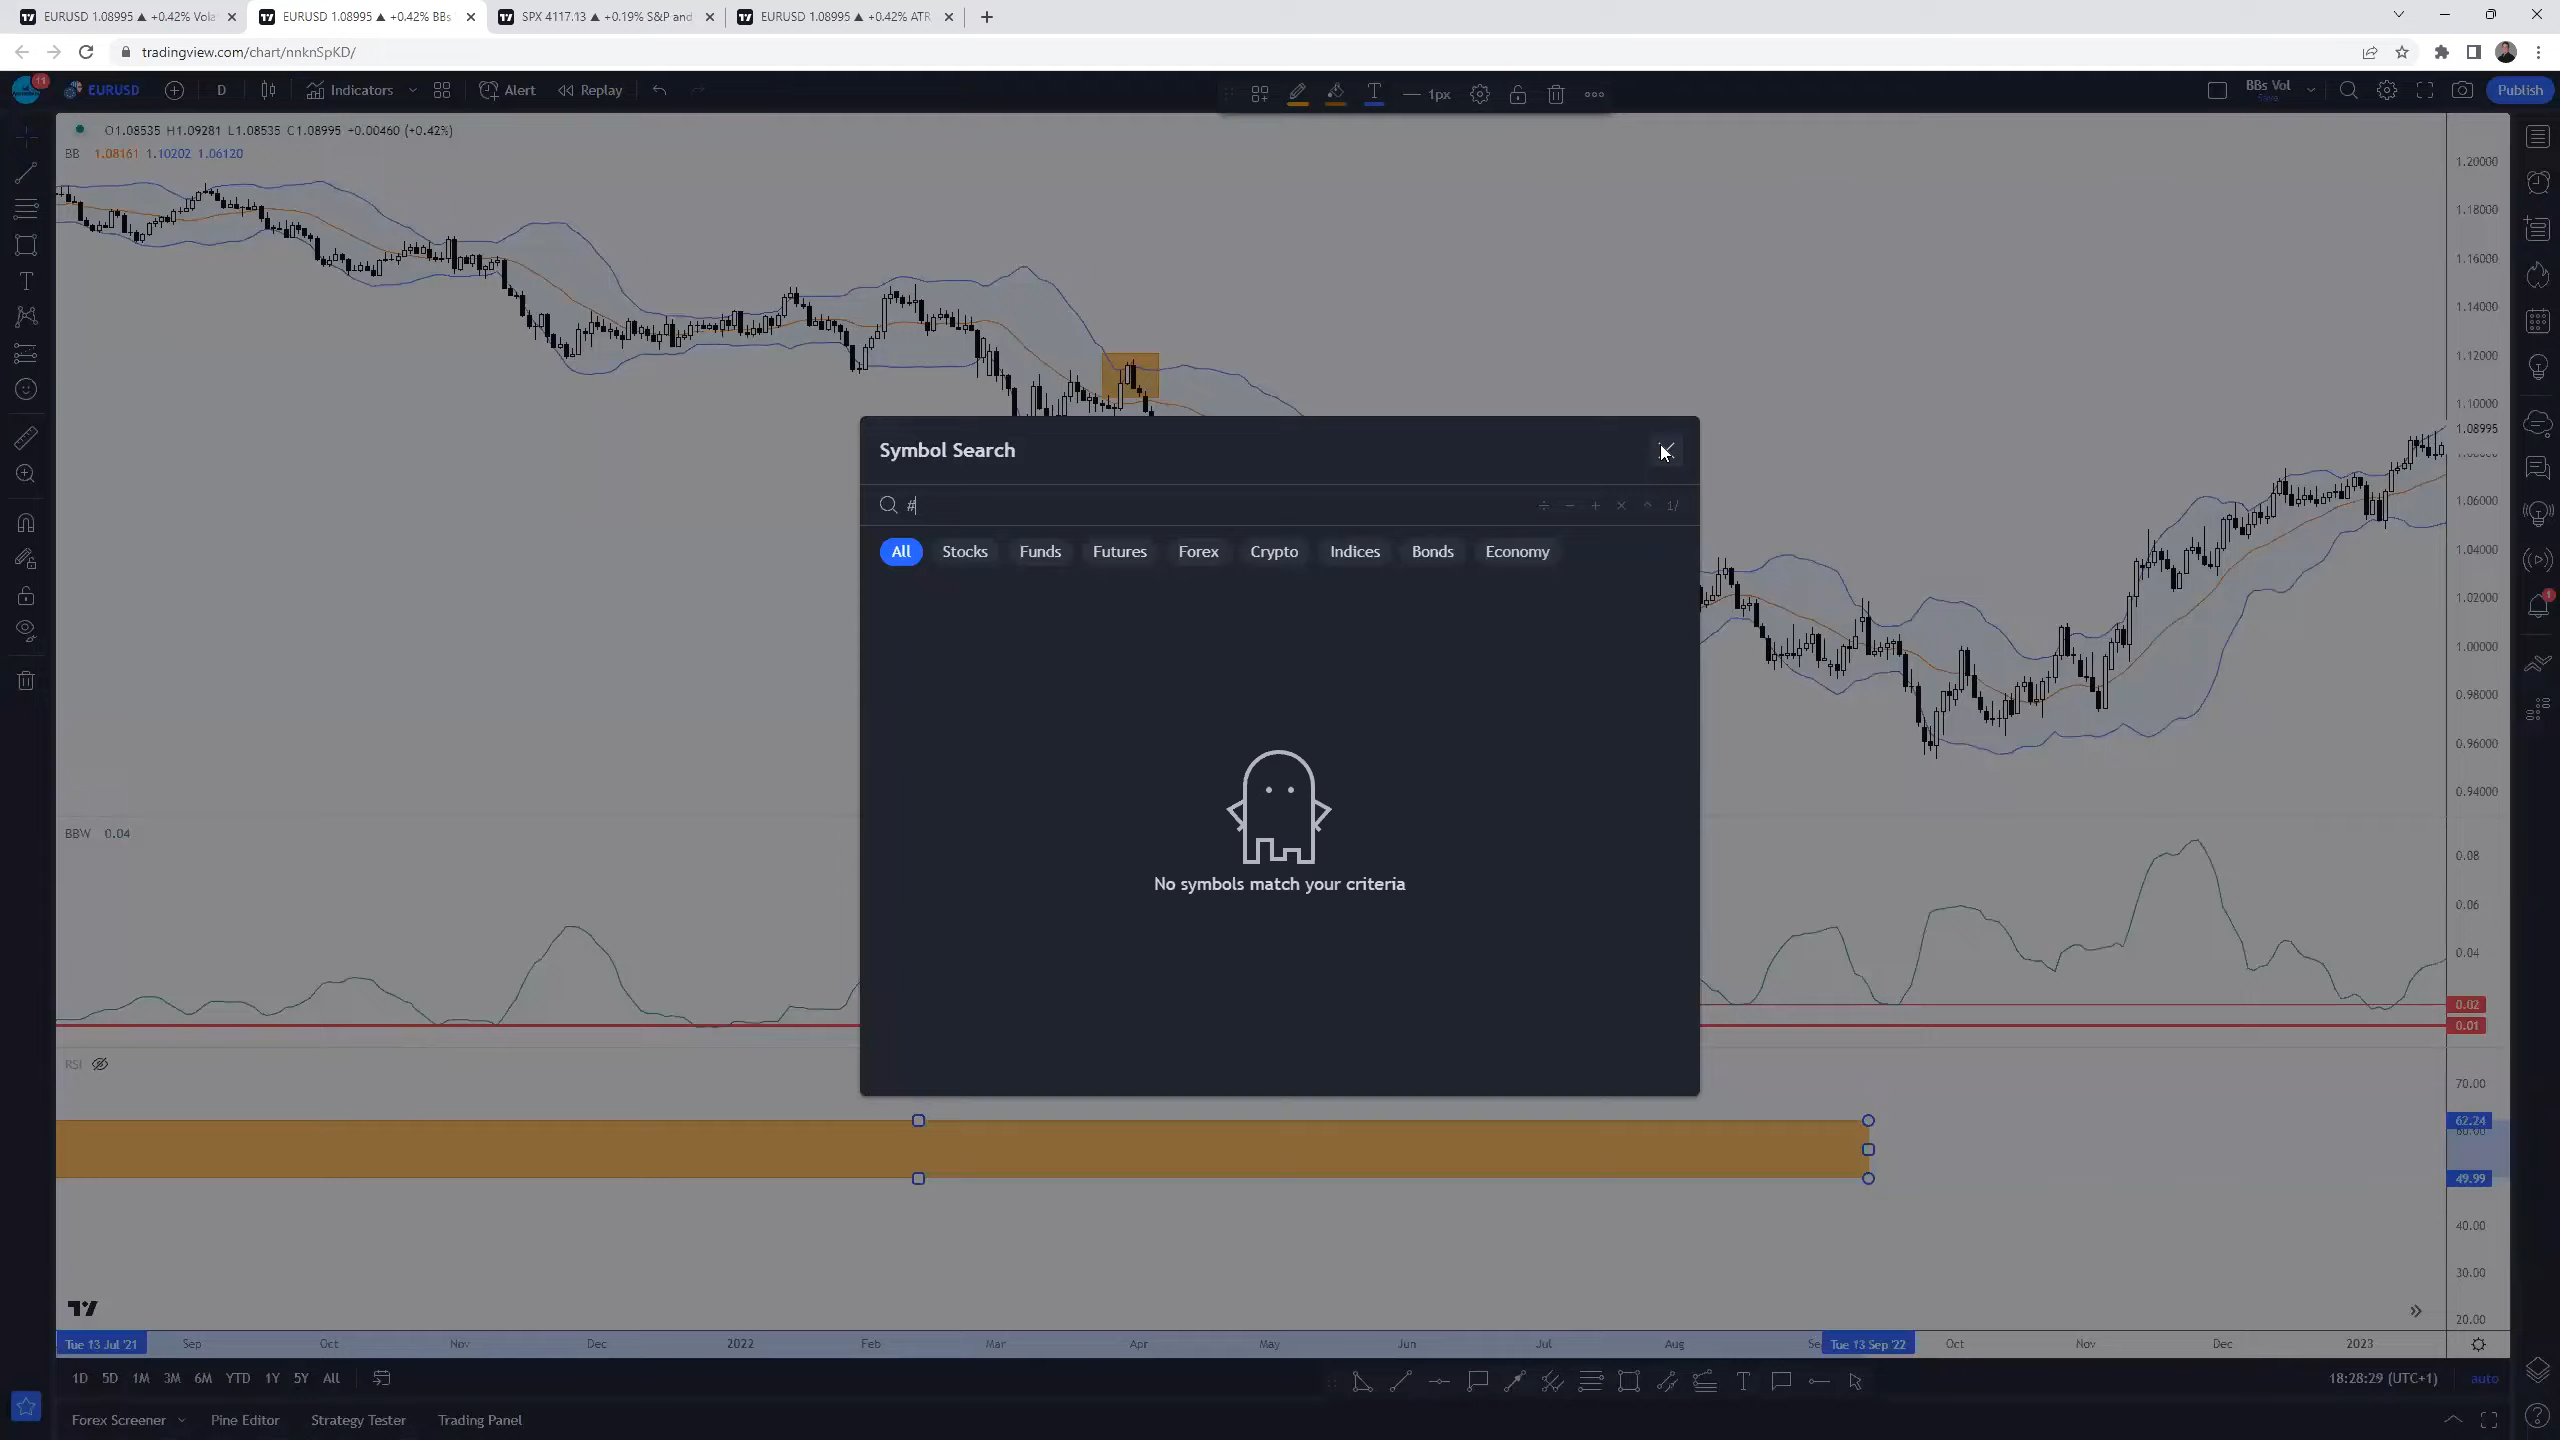 EURUSD 1.08995 ▲ +0.42% Vola
EURUSD 1.08995 ▲ +0.42% BBs
SPX 4117.13 ▲ +0.19% S&P and
EURUSD 1.08995 ▲ +0.42% ATR
tradingview.com/chart/nnknSpKD/
11
EURUSD
D
Indicators
Alert
Replay
1px
BBs Vol
Save
Publish
O1.08535 H1.09281 L1.08535 C1.08995 +0.00460 (+0.42%)
BB 1.08161 1.10202 1.06120
1.20000
1.18000
1.16000
1.14000
1.12000
1.10000
1.08995
1.06000
1.04000
1.02000
1.00000
0.98000
0.96000
0.94000
Symbol Search
#
÷ − + × ^ 1/
All Stocks Funds Futures Forex Crypto Indices Bonds Economy
No symbols match your criteria
BBW 0.04
0.08
0.06
0.04
0.02
0.01
RSI
70.00
62.24
49.99
40.00
30.00
20.00
1
Tue 13 Jul '21 Sep Oct Nov Dec 2022 Feb Mar Apr May Jun Jul Aug Se Tue 13 Sep '22 Oct Nov Dec 2023
1D 5D 1M 3M 6M YTD 1Y 5Y All
18:28:29 (UTC+1) auto
Forex Screener Pine Editor Strategy Tester Trading Panel